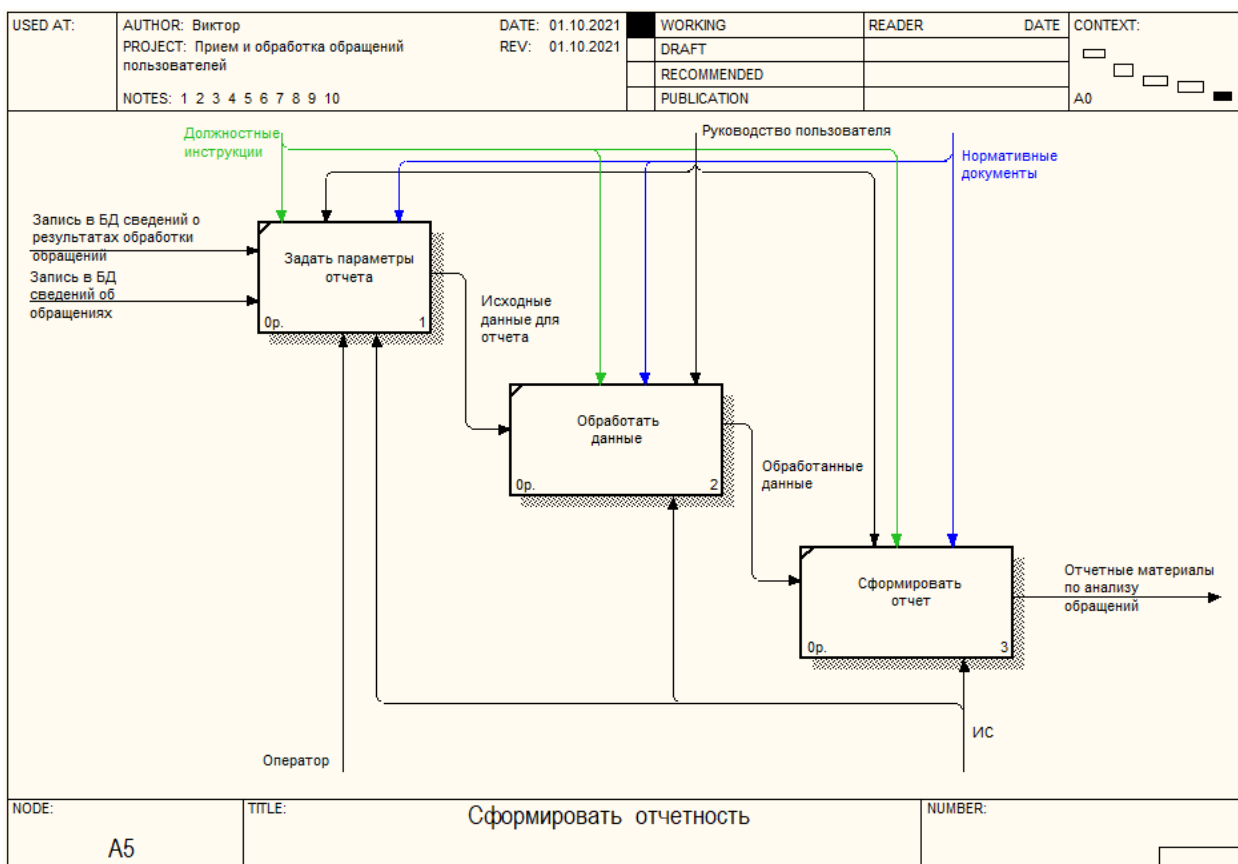 USED AT:
AUTHOR: Виктор
DATE: 01.10.2021
PROJECT: Прием и обработка обращений
пользователей
REV: 01.10.2021
NOTES: 1 2 3 4 5 6 7 8 9 10
WORKING
DRAFT
RECOMMENDED
PUBLICATION
READER
DATE
CONTEXT:
A0
Должностные
инструкции
Руководство пользователя
Нормативные
документы
Запись в БД сведений о
результатах обработки
обращений
Запись в БД
сведений об
обращениях
Задать параметры
отчета
0р.
1
Исходные
данные для
отчета
Обработать
данные
0р.
2
Обработанные
данные
Сформировать
отчет
0р.
3
Отчетные материалы
по анализу
обращений
ИС
Оператор
NODE:
A5
TITLE:
Сформировать отчетность
NUMBER: